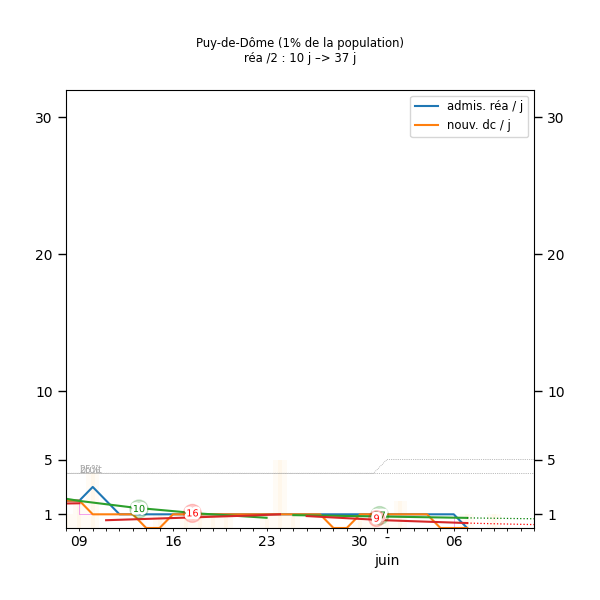 Puy-de-Dôme (1% de la population)
réa /2 : 10 j –> 37 j
admis. réa / j
nouv. dc / j
30 30
20 20
10 10
5 5
1 1
10 16 9
09 16 23 30 - 06
juin